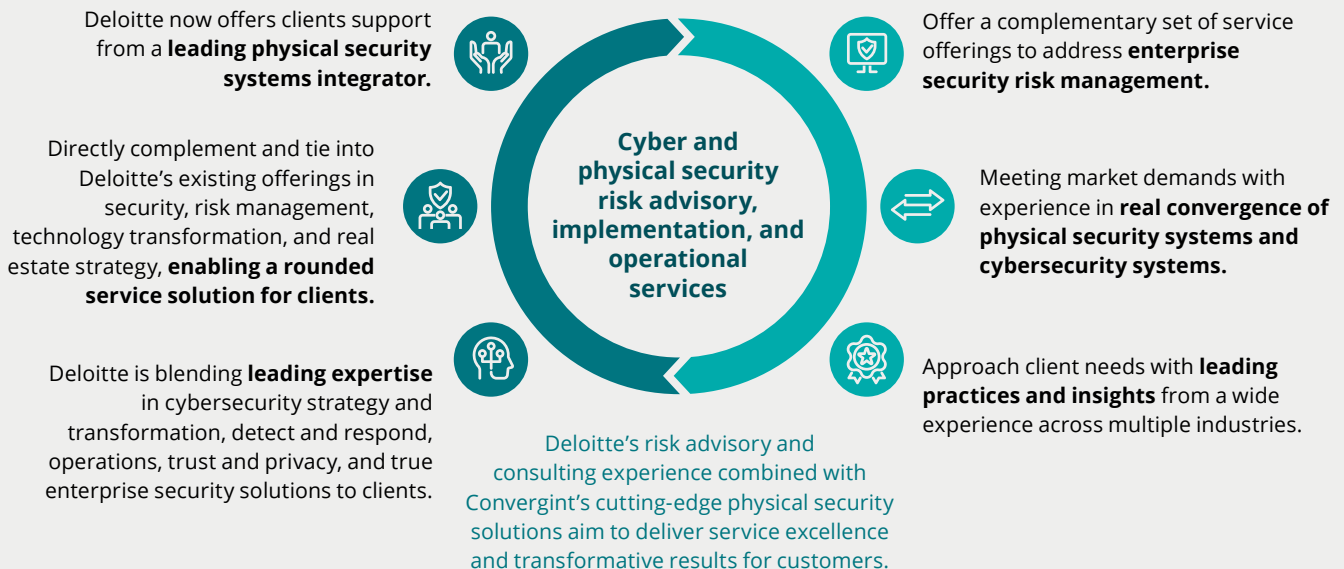 Deloitte now offers clients support
from a leading physical security
systems integrator.
Directly complement and tie into
Deloitte's existing offerings in
security, risk management,
technology transformation, and real
estate strategy, enabling a rounded
service solution for clients.
Deloitte is blending leading expertise
in cybersecurity strategy and
transformation, detect and respond,
operations, trust and privacy, and true
enterprise security solutions to clients.
Cyber and
physical security
risk advisory,
implementation, and
operational
services
Offer a complementary set of service
offerings to address enterprise
security risk management.
Meeting market demands with
experience in real convergence of
physical security systems and
cybersecurity systems.
Approach client needs with leading
practices and insights from a wide
experience across multiple industries.
Deloitte's risk advisory and
consulting experience combined with
Convergint's cutting-edge physical security
solutions aim to deliver service excellence
and transformative results for customers.